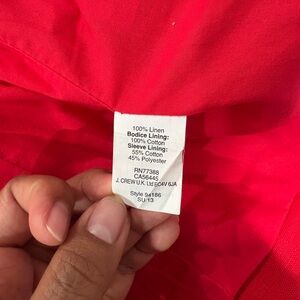 100% Linen
Bodice Lining:
100% Cotton
Sleeve Lining:
55% Cotton
45% Polyester
RN77388
CA56445
J. CREW U.K. Ltd EC4V 6JA
Style 94186
SU 13